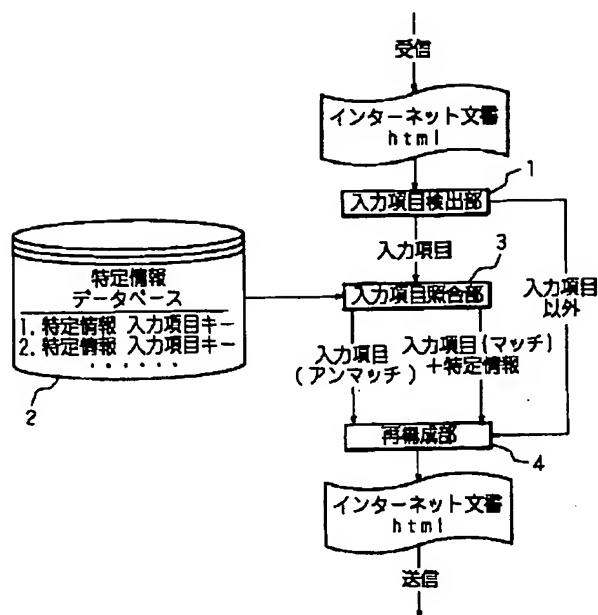 受信
インターネット文書
html
1
入力項目検出部
入力項目
3
特定情報
データベース
1. 特定情報 入力項目キー
2. 特定情報 入力項目キー
・・・・・・
2
入力項目照合部
入力項目
以外
入力項目
(アンマッチ)
入力項目(マッチ)
+特定情報
再構成部
4
インターネット文書
html
送信